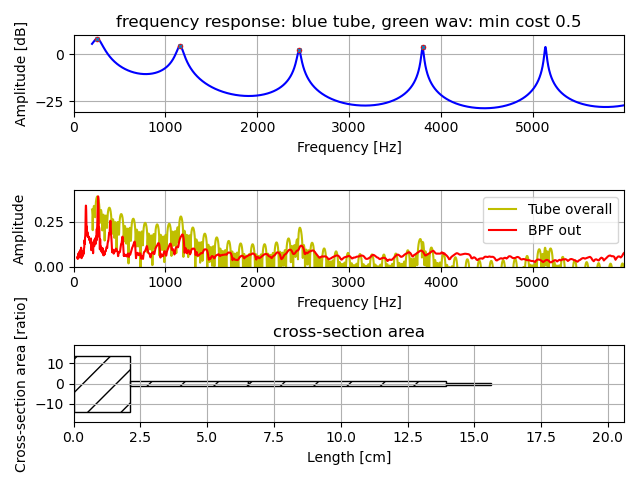 frequency response: blue tube, green wav: min cost 0.5
Amplitude [dB]
0
−25
0 1000 2000 3000 4000 5000
Frequency [Hz]
Amplitude
0.25
0.00
Tube overall
BPF out
0 1000 2000 3000 4000 5000
Frequency [Hz]
cross-section area
Cross-section area [ratio]
10
0
−10
0.0 2.5 5.0 7.5 10.0 12.5 15.0 17.5 20.0
Length [cm]